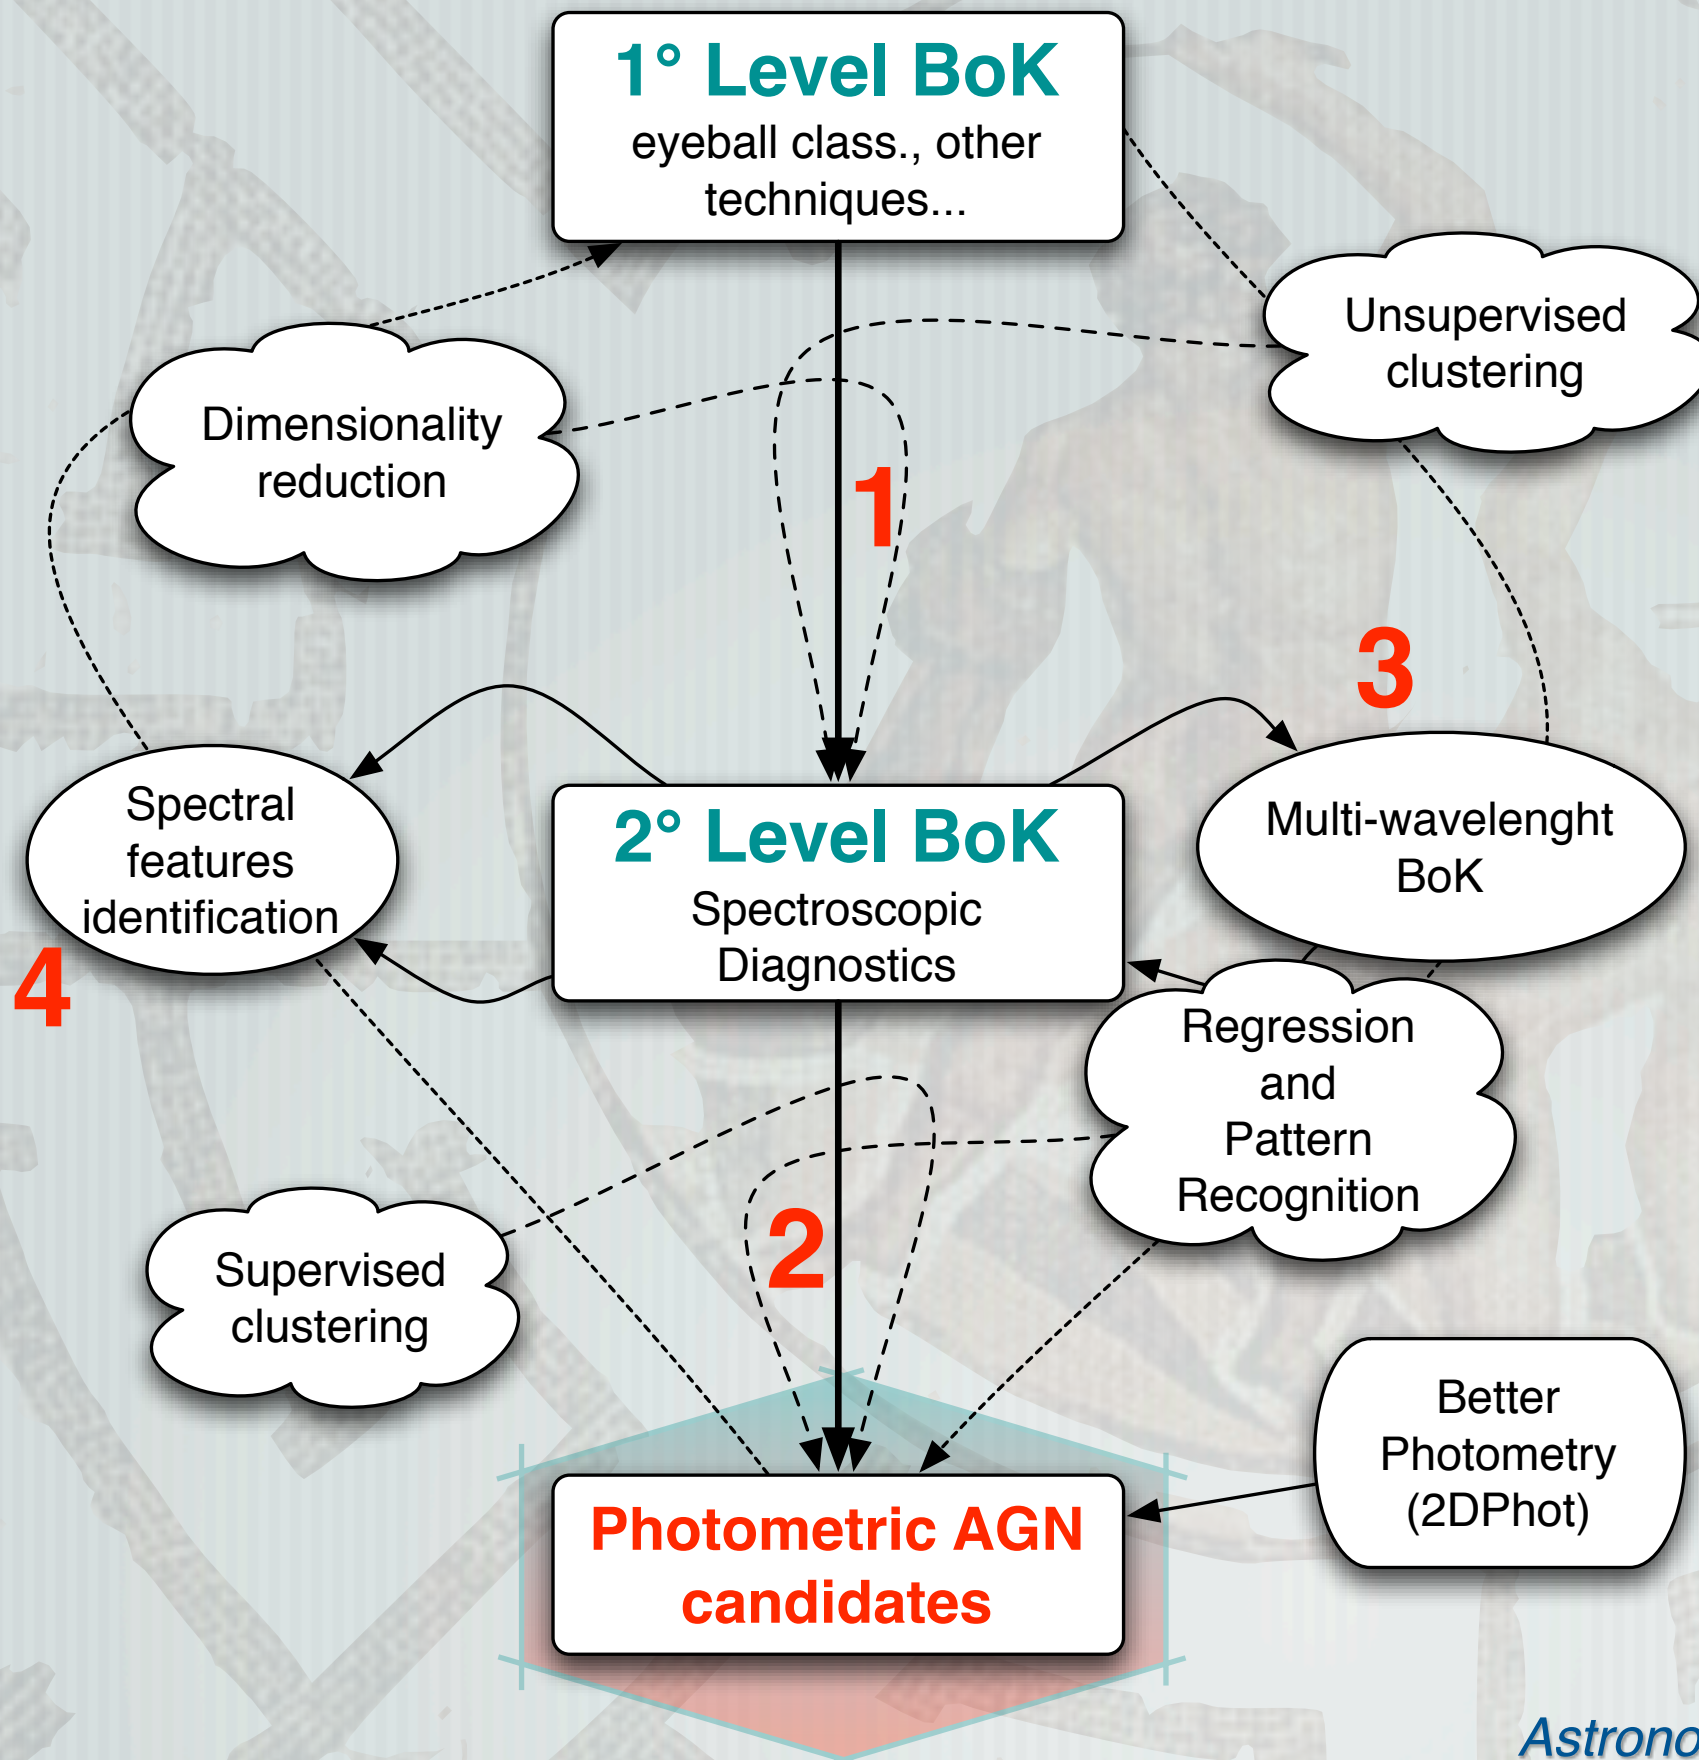 1° Level BoK
eyeball class., other
techniques...
Unsupervised
clustering
Dimensionality
reduction
1
3
Spectral
features
identification
2° Level BoK
Spectroscopic
Diagnostics
Multi-wavelenght
BoK
4
Regression
and
Pattern
Recognition
2
Supervised
clustering
Better
Photometry
(2DPhot)
Photometric AGN
candidates